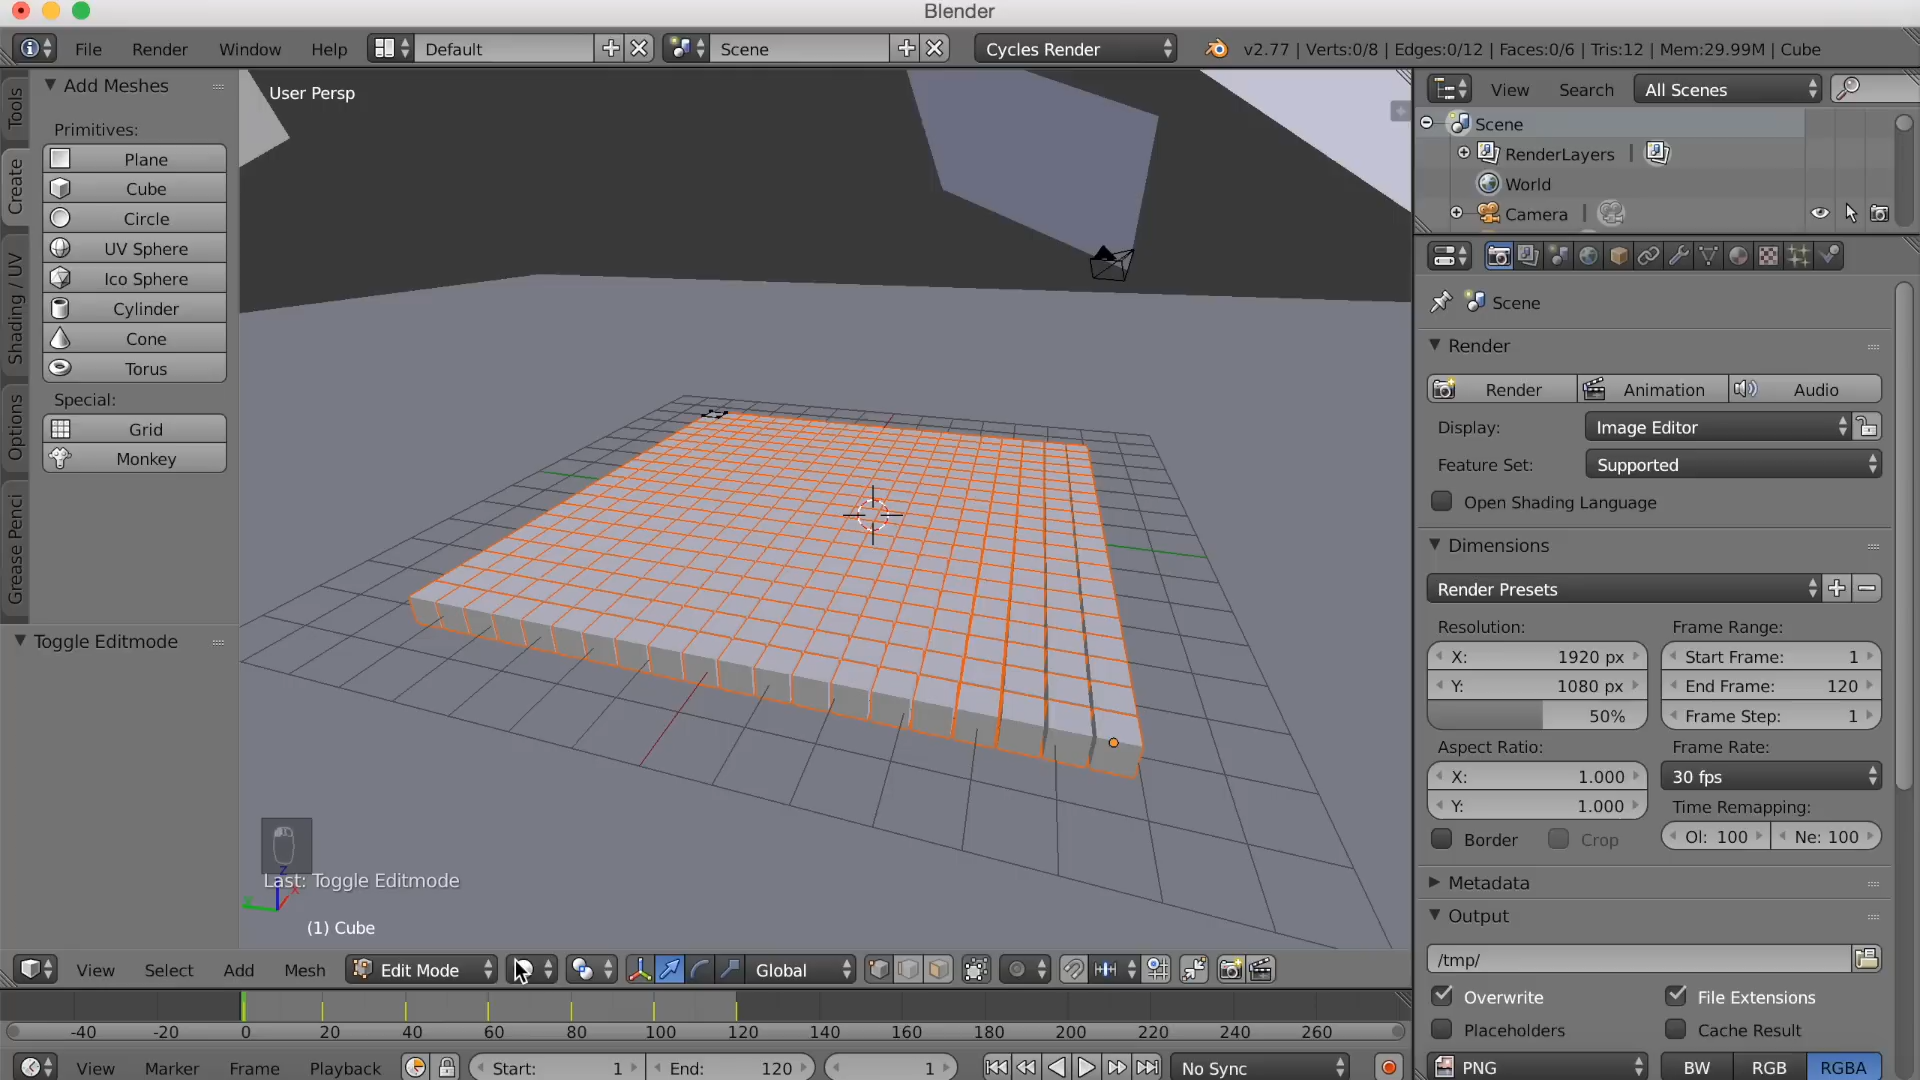 Blender
File Render Window Help Default Scene Cycles Render v2.77 | Verts:0/8 | Edges:0/12 | Faces:0/6 | Tris:12 | Mem:29.99M | Cube
Tools
Create
Shading / UV
Options
Grease Penci
Add Meshes
Primitives:
Plane
Cube
Circle
UV Sphere
Ico Sphere
Cylinder
Cone
Torus
Special:
Grid
Monkey
Toggle Editmode
User Persp
Last: Toggle Editmode
(1) Cube
View Search All Scenes
Scene
RenderLayers
World
Camera
Scene
Render
Render Animation Audio
Display: Image Editor
Feature Set: Supported
Open Shading Language
Dimensions
Render Presets
Resolution: Frame Range:
X: 1920 px Start Frame: 1
Y: 1080 px End Frame: 120
50% Frame Step: 1
Aspect Ratio: Frame Rate:
X: 1.000 30 fps
Y: 1.000 Time Remapping:
Border Crop Ol: 100 Ne: 100
Metadata
Output
/tmp/
Overwrite File Extensions
Placeholders Cache Result
PNG BW RGB RGBA
View Select Add Mesh Edit Mode Global
-40 -20 0 20 40 60 80 100 120 140 160 180 200 220 240 260
View Marker Frame Playback Start: 1 End: 120 1 No Sync